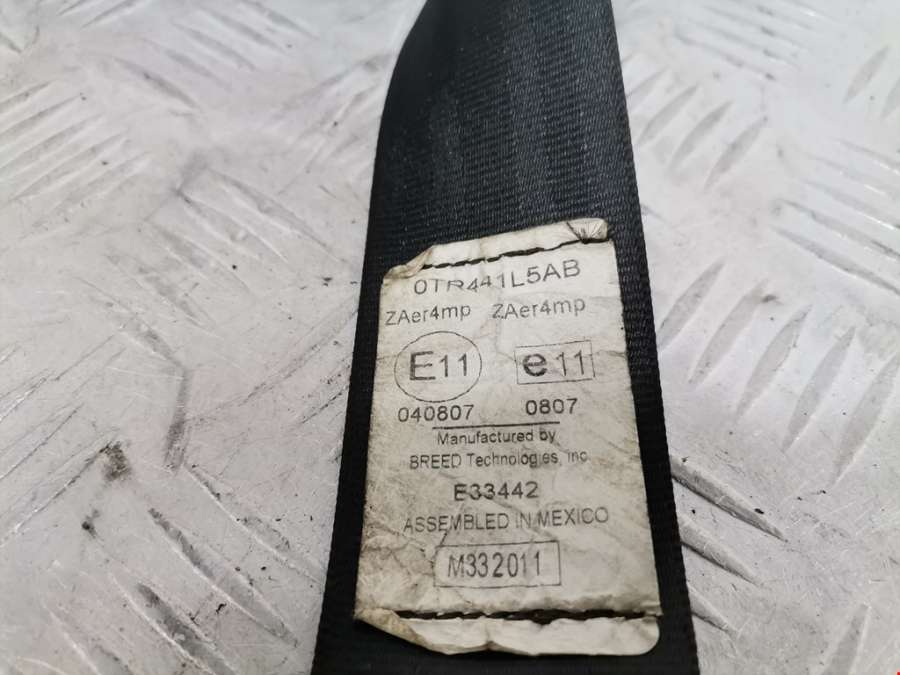 0TR441L5AB
ZAer4mp ZAer4mp
E11 e11
040807 0807
Manufactured by
BREED Technologies, Inc
E33442
ASSEMBLED IN MEXICO
M332011